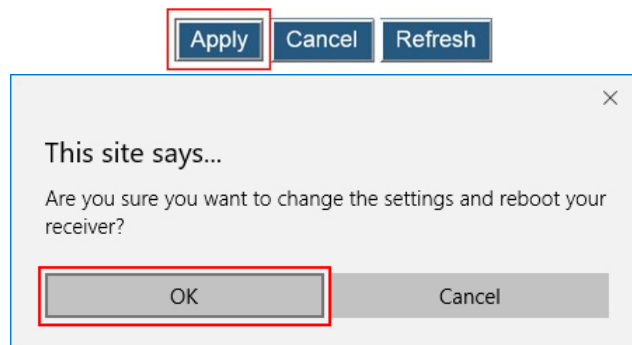 Apply Cancel Refresh
This site says...
Are you sure you want to change the settings and reboot your
receiver?
OK Cancel